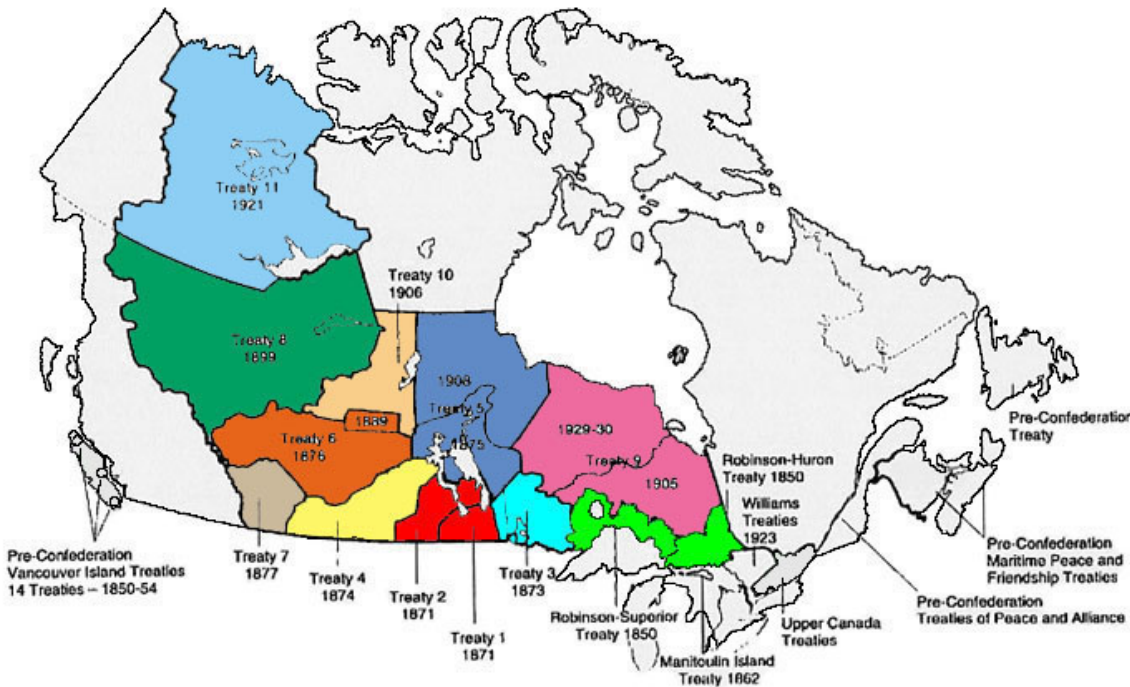 Treaty 11
1921
Treaty 10
1906
Treaty 8
1899
1908
Treaty 5
1875
1889
Treaty 6
1876
1929-30
Treaty 9
1905
Pre-Confederation
Treaty
Robinson-Huron
Treaty 1850
Williams
Treaties
1923
Pre-Confederation
Vancouver Island Treaties
14 Treaties – 1850-54
Treaty 7
1877
Treaty 4
1874
Treaty 2
1871
Treaty 1
1871
Treaty 3
1873
Robinson-Superior
Treaty 1850
Manitoulin Island
Treaty 1862
Upper Canada
Treaties
Pre-Confederation
Treaties of Peace and Alliance
Pre-Confederation
Maritime Peace and
Friendship Treaties